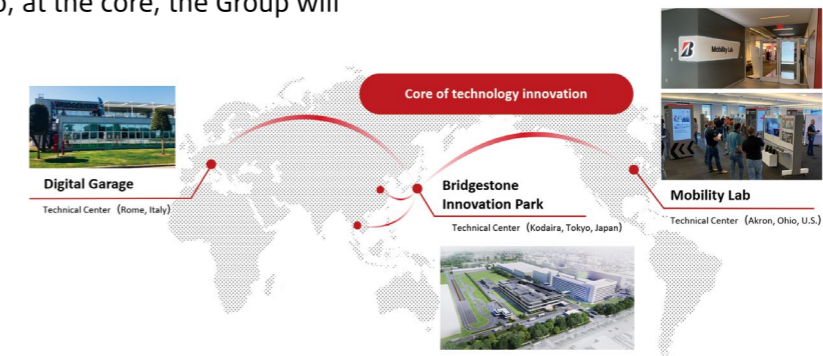 o, at the core, the Group will
Core of technology innovation
Mobility Lab
Digital Garage
Technical Center (Rome, Italy)
Bridgestone
Innovation Park
Technical Center (Kodaira, Tokyo, Japan)
Mobility Lab
Technical Center (Akron, Ohio, U.S.)